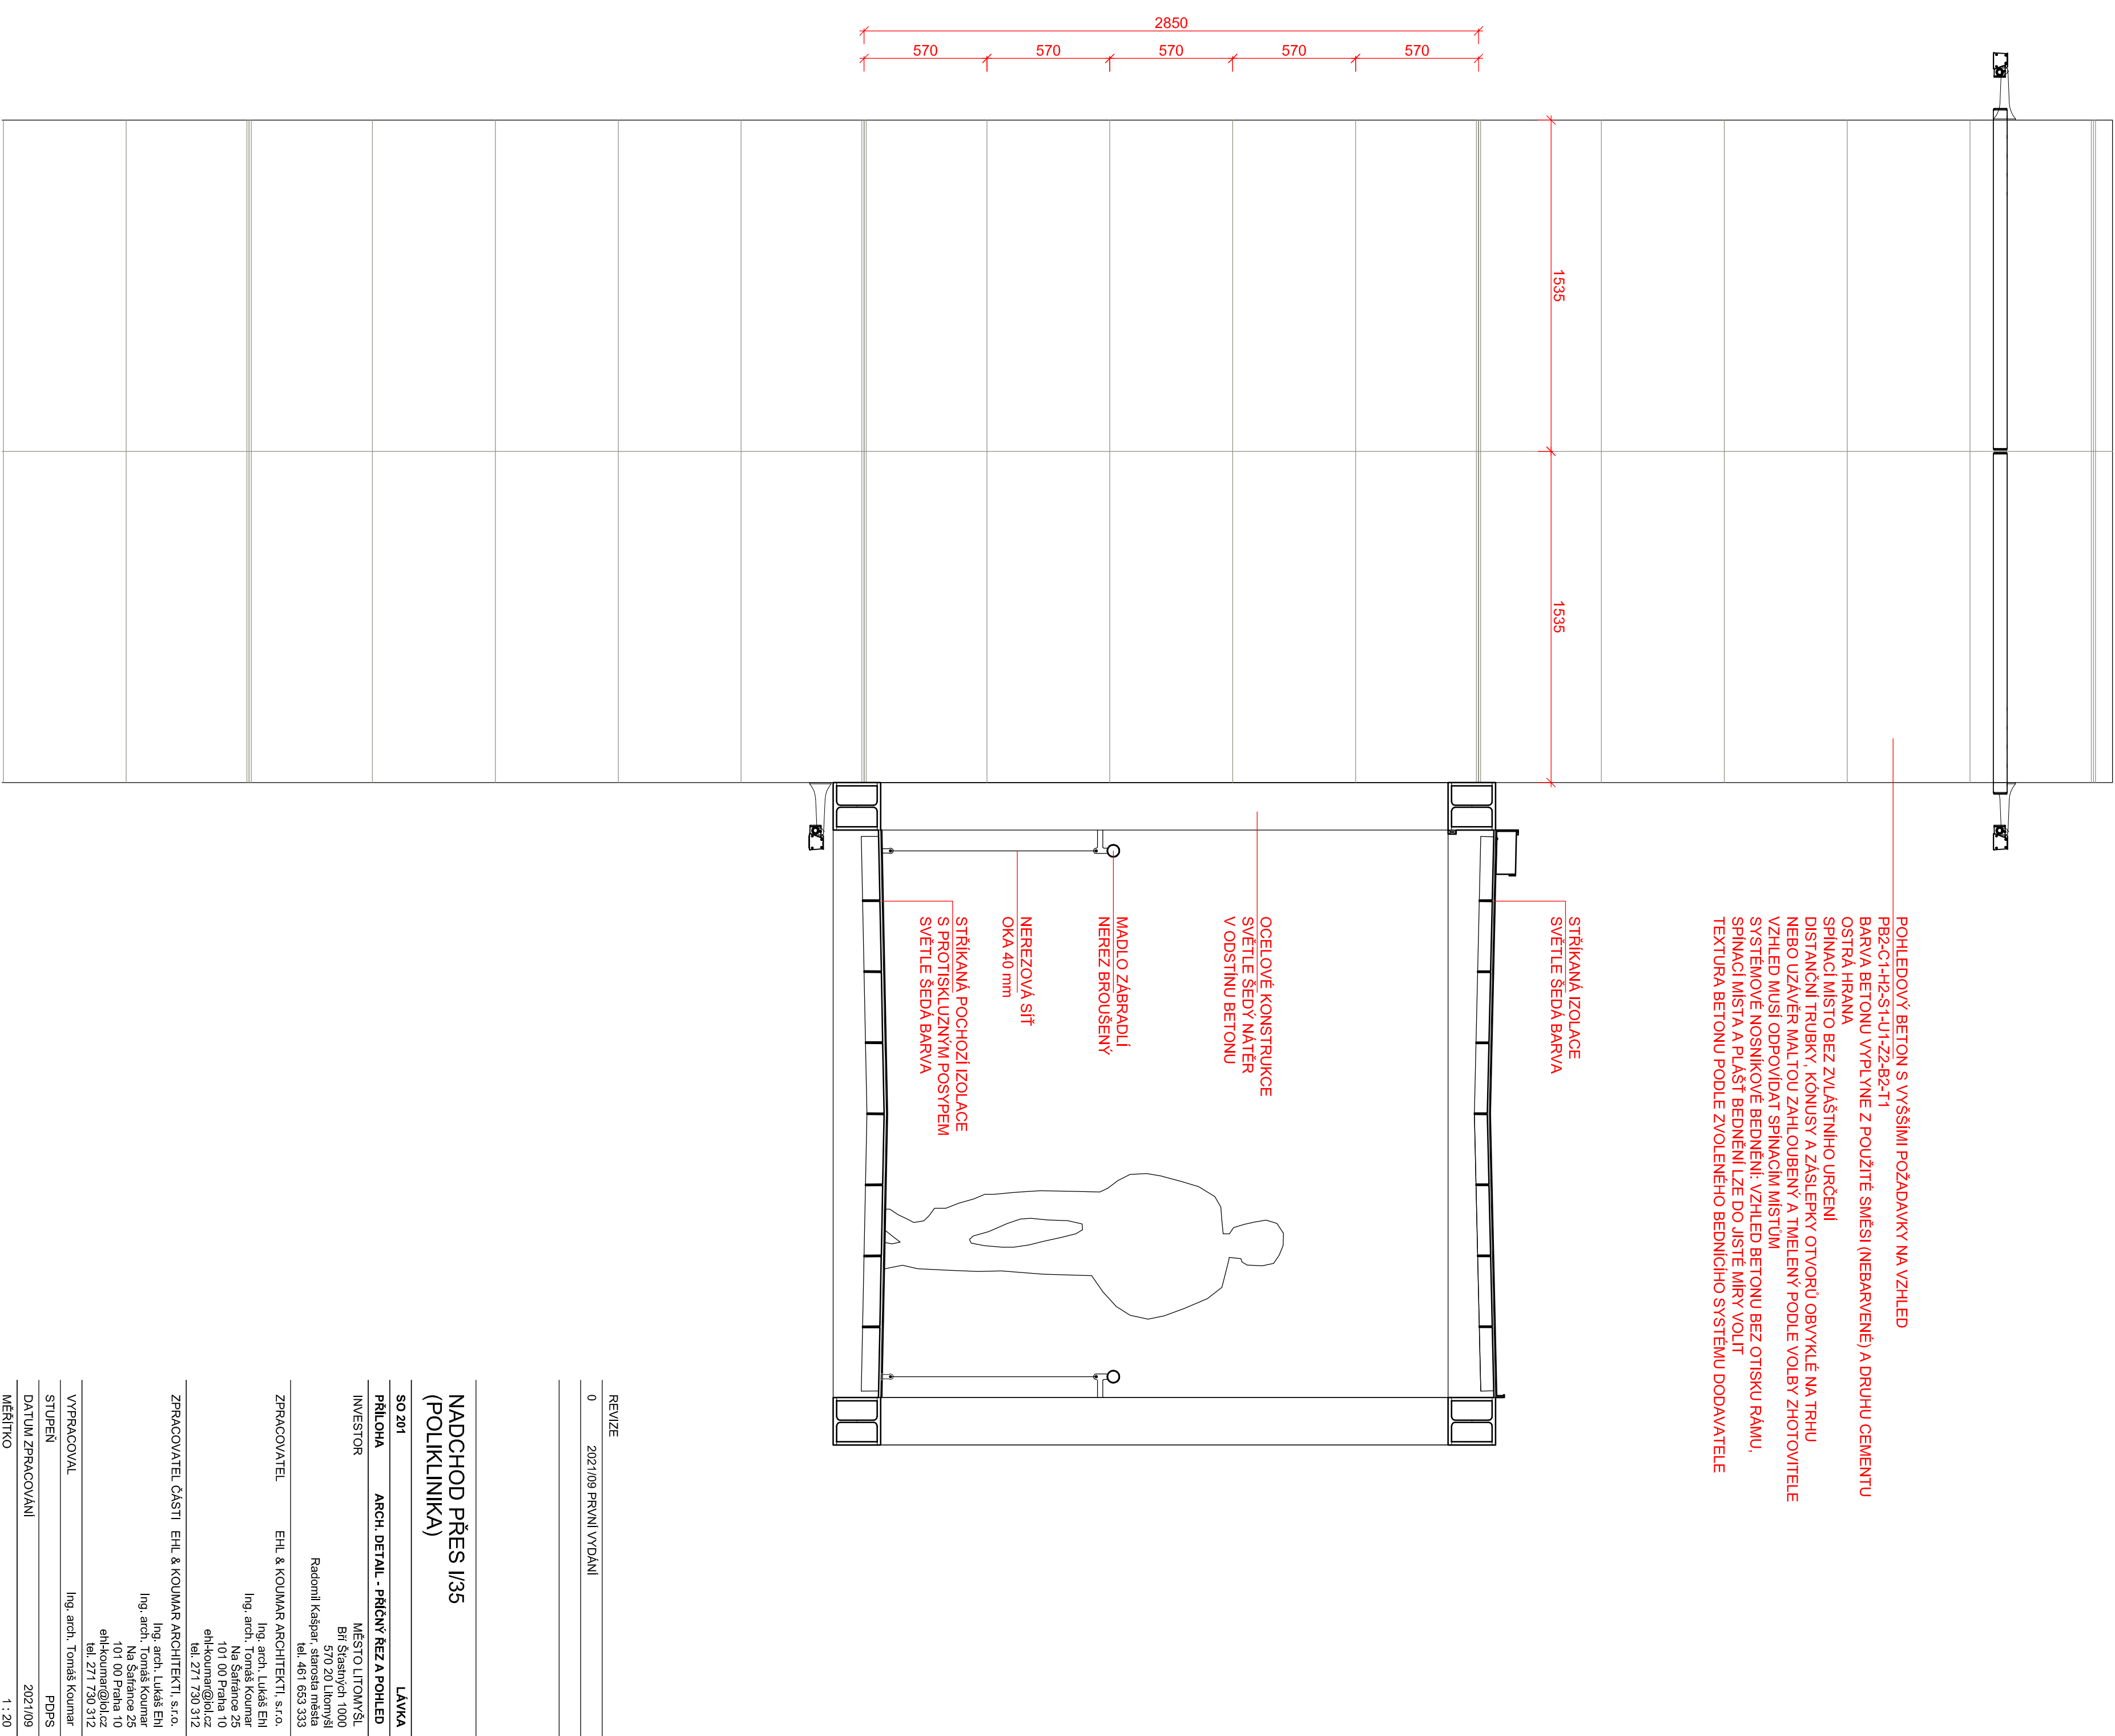 2850
570
570
570
570
570
1535
1535
POHLEDOVÝ BETON S VYŠŠÍMI POŽADAVKY NA VZHLED
PB2-C1-H2-S1-U1-Z2-B2-T1
BARVA BETONU VYPLYNE Z POUŽITÉ SMĚSI (NEBARVENÉ) A DRUHU CEMENTU
OSTRÁ HRANA
SPÍNACÍ MÍSTO BEZ ZVLÁŠTNÍHO URČENÍ
DISTANČNÍ TRUBKY, KÓNUSY A ZÁSLEPKY OTVORŮ OBVYKLÉ NA TRHU
NEBO UZÁVĚR MALTOU ZAHLOUBENÝ A TMELENÝ PODLE VOLBY ZHOTOVITELE
VZHLED MUSÍ ODPOVÍDAT SPÍNACÍM MÍSTŮM
SYSTÉMOVÉ NOSNÍKOVÉ BEDNĚNÍ: VZHLED BETONU BEZ OTISKU RÁMU,
SPÍNACÍ MÍSTA A PLÁŠŤ BEDNĚNÍ LZE DO JISTÉ MÍRY VOLIT
TEXTURA BETONU PODLE ZVOLENÉHO BEDNÍCÍHO SYSTÉMU DODAVATELE
STŘÍKANÁ IZOLACE
SVĚTLE ŠEDÁ BARVA
OCELOVÉ KONSTRUKCE
SVĚTLE ŠEDÝ NÁTĚR
V ODSTÍNU BETONU
MADLO ZÁBRADLÍ
NEREZ BROUŠENÝ
NEREZOVÁ SÍŤ
OKA 40 mm
STŘÍKANÁ POCHOZÍ IZOLACE
S PROTISKLUZNÝM POSYPEM
SVĚTLE ŠEDÁ BARVA
REVIZE
0 2021/09 PRVNÍ VYDÁNÍ
NADCHOD PŘES I/35
(POLIKLINIKA)
SO 201 LÁVKA
PŘÍLOHA ARCH. DETAIL - PŘÍČNÝ ŘEZ A POHLED
INVESTOR MĚSTO LITOMYŠL
Bří Šťastných 1000
570 20 Litomyšl
Radomil Kašpar, starosta města
tel. 461 653 333
ZPRACOVATEL EHL & KOUMAR ARCHITEKTI, s.r.o.
Ing. arch. Lukáš Ehl
Ing. arch. Tomáš Koumar
Na Šafránce 25
101 00 Praha 10
ehl-koumar@iol.cz
tel. 271 730 312
ZPRACOVATEL ČÁSTI EHL & KOUMAR ARCHITEKTI, s.r.o.
Ing. arch. Lukáš Ehl
Ing. arch. Tomáš Koumar
Na Šafránce 25
101 00 Praha 10
ehl-koumar@iol.cz
tel. 271 730 312
VYPRACOVAL Ing. arch. Tomáš Koumar
STUPEŇ PDPS
DATUM ZPRACOVÁNÍ 2021/09
MĚŘÍTKO 1 : 20